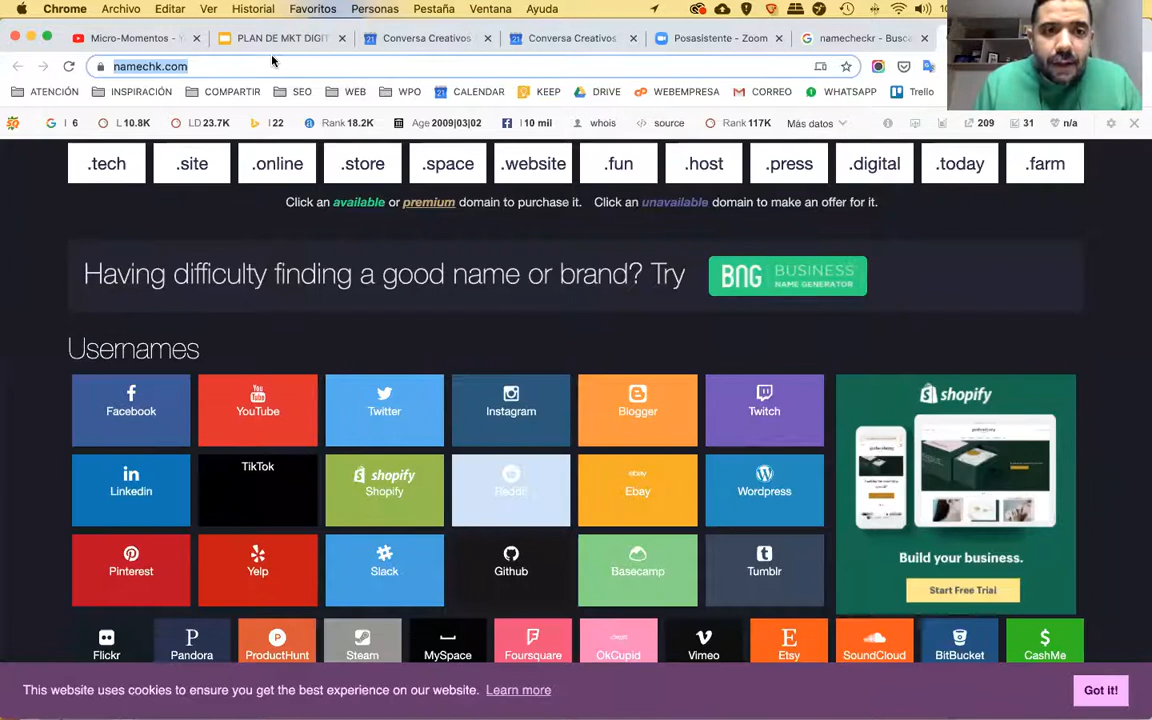 Chrome Archivo Editar Ver Historial Favoritos Personas Pestaña Ventana Ayuda
Micro-Momentos - Y
PLAN DE MKT DIGIT
Conversa Creativos
Conversa Creativos
Posasistente - Zoom
namecheckr - Busca
namechk.com
ATENCIÓN INSPIRACIÓN COMPARTIR SEO WEB WPO CALENDAR KEEP DRIVE WEBEMPRESA CORREO WHATSAPP Trello
I 6 L 10.8K LD 23.7K I 22 Rank 18.2K Age 2009|03|02 I 10 mil whois source Rank 117K Más datos 209 31 n/a
.tech .site .online .store .space .website .fun .host .press .digital .today .farm
Click an available or premium domain to purchase it. Click an unavailable domain to make an offer for it.
Having difficulty finding a good name or brand? Try
BNG BUSINESS
NAME GENERATOR
Usernames
Facebook
You
Tube
YouTube
Twitter
Instagram
Blogger
Twitch
shopify
in
Linkedin
TikTok
shopify
Shopify
Reddit
ebay
Ebay
Wordpress
Pinterest
Yelp
Slack
Github
Basecamp
Tumblr
Build your business.
Start Free Trial
Flickr
Pandora
ProductHunt
Steam
MySpace
Foursquare
OkCupid
Vimeo
Etsy
SoundCloud
BitBucket
CashMe
This website uses cookies to ensure you get the best experience on our website. Learn more
Got it!